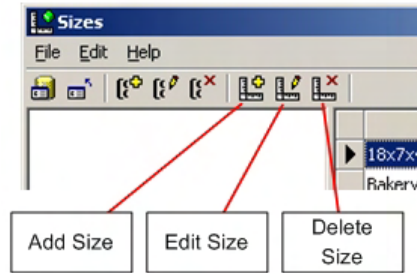 Sizes
File Edit Help
18x7x
Bakery
Add Size
Edit Size
Delete
Size